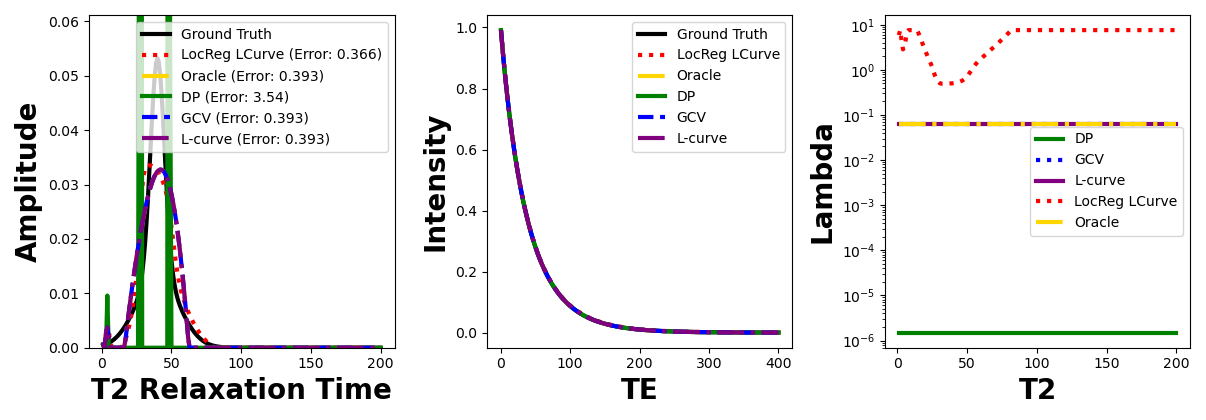 0.06
0.05
0.04
0.03
0.02
0.01
0.00
Amplitude
0
50
100
150
200
T2 Relaxation Time
Ground Truth
LocReg LCurve (Error: 0.366)
Oracle (Error: 0.393)
DP (Error: 3.54)
GCV (Error: 0.393)
L-curve (Error: 0.393)
1.0
0.8
0.6
0.4
0.2
0.0
Intensity
0
100
200
300
400
TE
Ground Truth
LocReg LCurve
Oracle
DP
GCV
L-curve
10¹
10⁰
10⁻¹
10⁻²
10⁻³
10⁻⁴
10⁻⁵
10⁻⁶
Lambda
0
50
100
150
200
T2
DP
GCV
L-curve
LocReg LCurve
Oracle